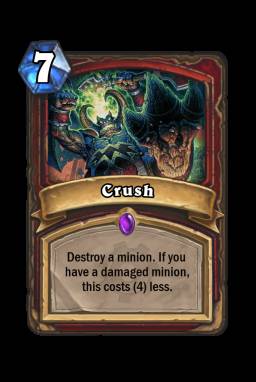 7
Crush
Destroy a minion. If you
have a damaged minion,
this costs (4) less.